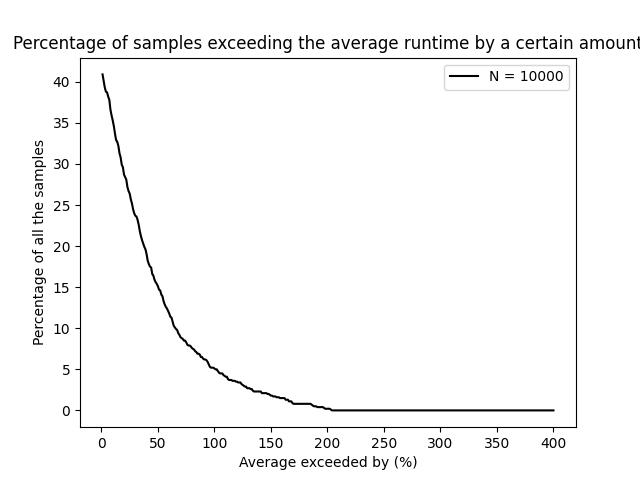 Percentage of samples exceeding the average runtime by a certain amount
N = 10000
Percentage of all the samples
40
35
30
25
20
15
10
5
0
0 50 100 150 200 250 300 350 400
Average exceeded by (%)